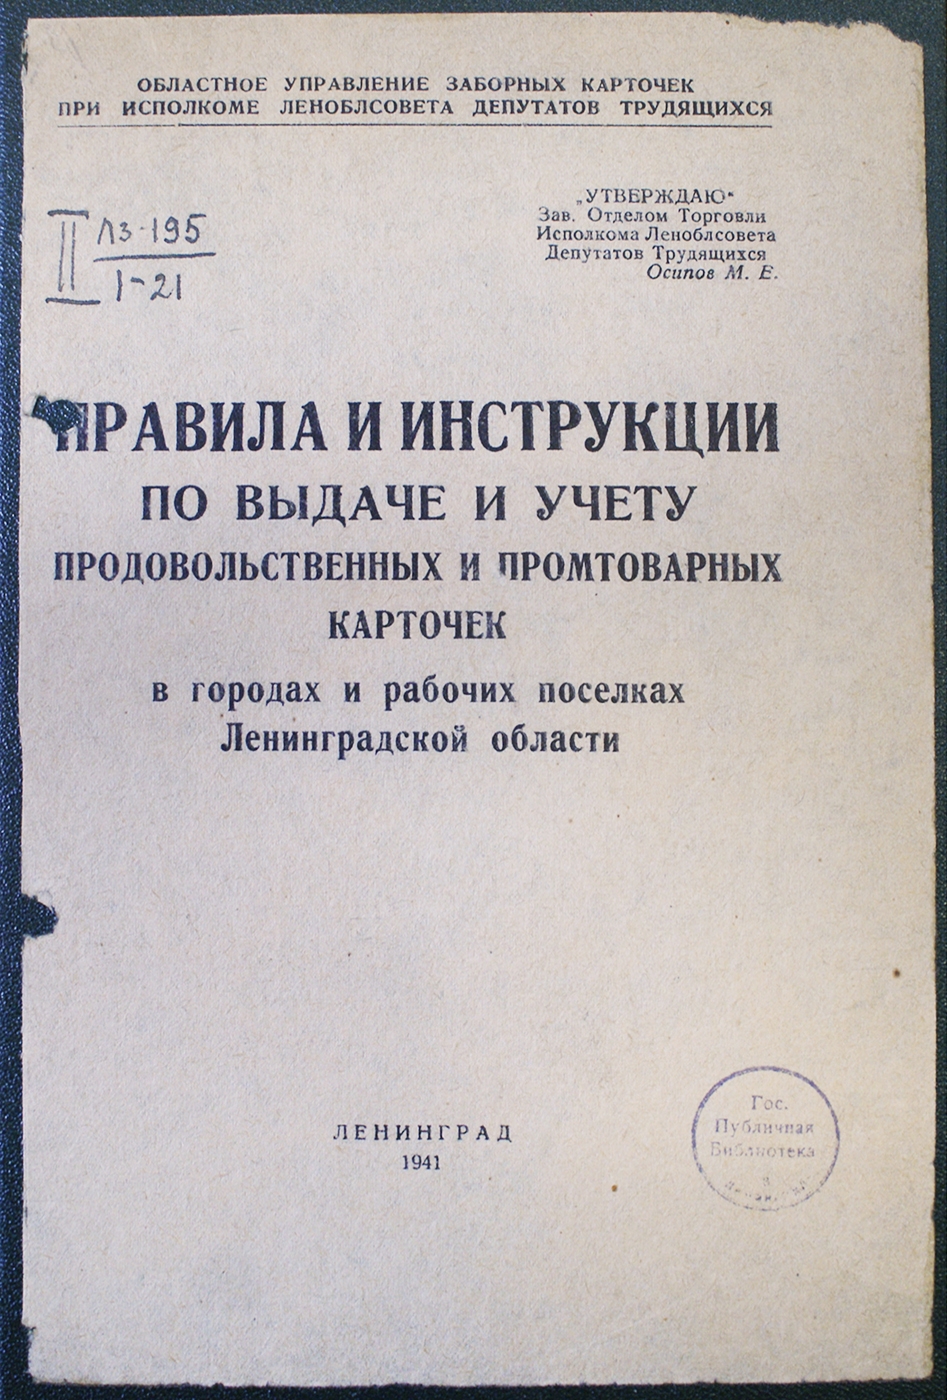 ОБЛАСТНОЕ УПРАВЛЕНИЕ ЗАБОРНЫХ КАРТОЧЕК
ПРИ ИСПОЛКОМЕ ЛЕНОБЛСОВЕТА ДЕПУТАТОВ ТРУДЯЩИХСЯ
„УТВЕРЖДАЮ“
Зав. Отделом Торговли
Исполкома Леноблсовета
Депутатов Трудящихся
Осипов М. Е.
II Лз-195
1-21
ПРАВИЛА И ИНСТРУКЦИИ
ПО ВЫДАЧЕ И УЧЕТУ
ПРОДОВОЛЬСТВЕННЫХ И ПРОМТОВАРНЫХ
КАРТОЧЕК
в городах и рабочих поселках
Ленинградской области
ЛЕНИНГРАД
1941
Гос.
Публичная
Библиотека
в